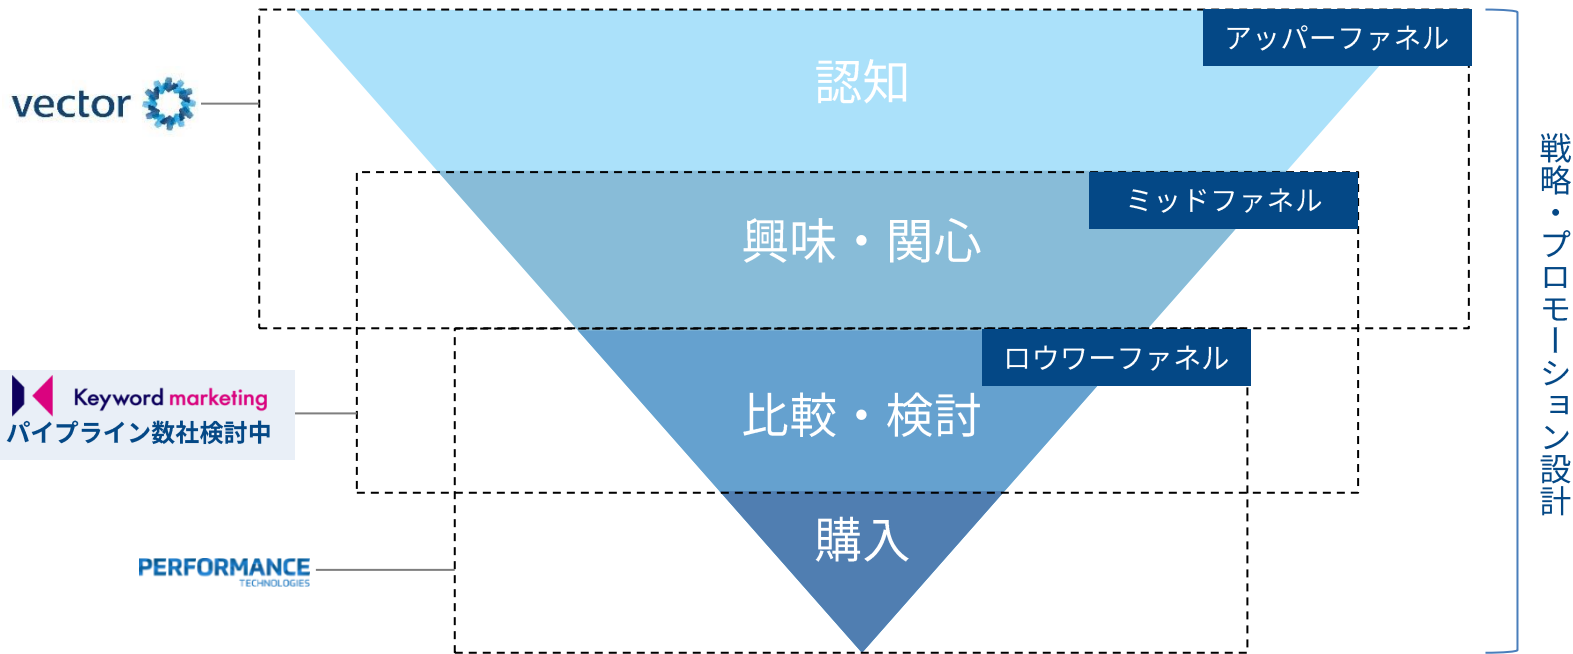 アッパーファネル
認知
vector
ミッドファネル
興味・関心
戦略・プロモーション設計
ロウワーファネル
Keyword marketing
パイプライン数社検討中
比較・検討
購入
PERFORMANCE
TECHNOLOGIES